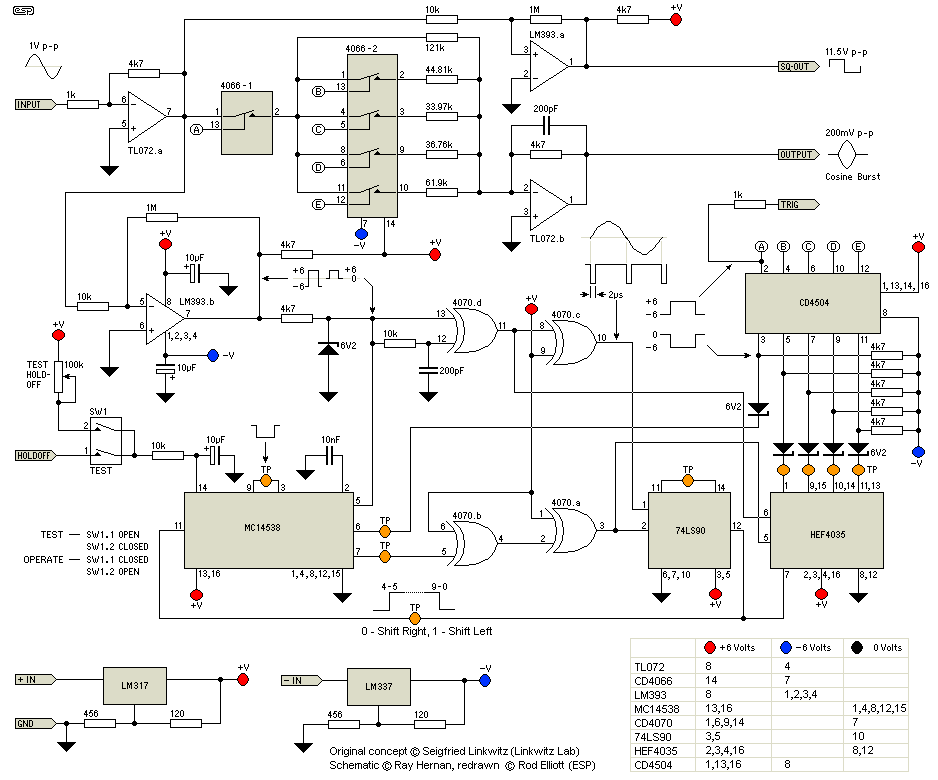 ESP
1V p-p
INPUT
1k
4k7
6
5
7
TL072.a
4066-1
A
1
13
2
4066-2
1
B
13
2
C
4
5
3
D
8
6
9
E
11
12
10
7
14
-V
+V
10k
121k
44.81k
33.97k
36.76k
61.9k
1M
4k7
+V
LM393.a
3
2
1
SQ-OUT
11.5V p-p
200pF
4k7
2
3
1
TL072.b
OUTPUT
200mV p-p
Cosine Burst
1k
TRIG
1M
+V
10µF
10k
5
6
8
7
LM393.b
1,2,3,4
-V
10µF
4k7
4k7
+6
-6
+6
0
6V2
10k
200pF
4070.d
13
12
11
+V
4070.c
8
9
10
2µs
A B C D E
2 4 6 10 12
CD4504
+V
1,13,14,16
8
3 5 7 9 11
+6
-6
0
-6
4k7
4k7
4k7
4k7
4k7
-V
6V2
6V2
TP
+V
TEST
HOLD-
OFF
100k
SW1
2
1
TEST
HOLDOFF
10k
10µF
TP
10nF
14 9 3 2
11
MC14538
5
6
7
13,16
1,4,8,12,15
+V
TP
TP
4070.b
6
5
4
4070.a
1
2
3
TP
11
14
1
74LS90
12
6,7,10
3,5
+V
1 9,15 10,14 11,13
6
5
HEF4035
7
2,3,4,16
8,12
+V
TEST — SW1.1 OPEN
SW1.2 CLOSED
OPERATE — SW1.1 CLOSED
SW1.2 OPEN
4-5
9-0
TP
0 - Shift Right, 1 - Shift Left
+ IN
LM317
+V
GND
456
120
- IN
LM337
-V
456
120
Original concept © Seigfried Linkwitz (Linkwitz Lab)
Schematic © Ray Hernan, redrawn © Rod Elliott (ESP)
+6 Volts -6 Volts 0 Volts
TL072 8 4
CD4066 14 7
LM393 8 1,2,3,4
MC14538 13,16 1,4,8,12,15
CD4070 1,6,9,14 7
74LS90 3,5 10
HEF4035 2,3,4,16 8,12
CD4504 1,13,16 8